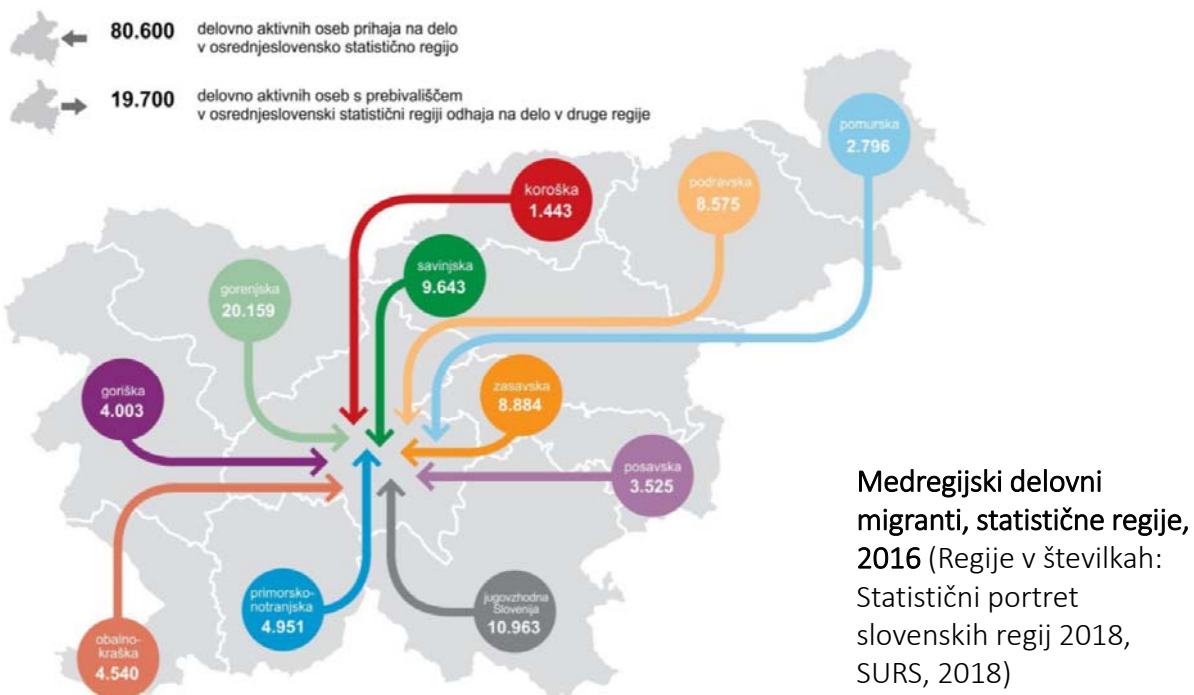 80.600 delovno aktivnih oseb prihaja na delo
v osrednjeslovensko statistično regijo
19.700 delovno aktivnih oseb s prebivališčem
v osrednjeslovenski statistični regiji odhaja na delo v druge regije
pomurska
2.796
podravska
8.575
koroška
1.443
savinjska
9.643
gorenjska
20.159
goriška
4.003
zasavska
8.884
posavska
3.525
primorsko-
notranjska
4.951
jugovzhodna
Slovenija
10.963
obalno-
kraška
4.540
Medregijski delovni
migranti, statistične regije,
2016 (Regije v številkah:
Statistični portret
slovenskih regij 2018,
SURS, 2018)